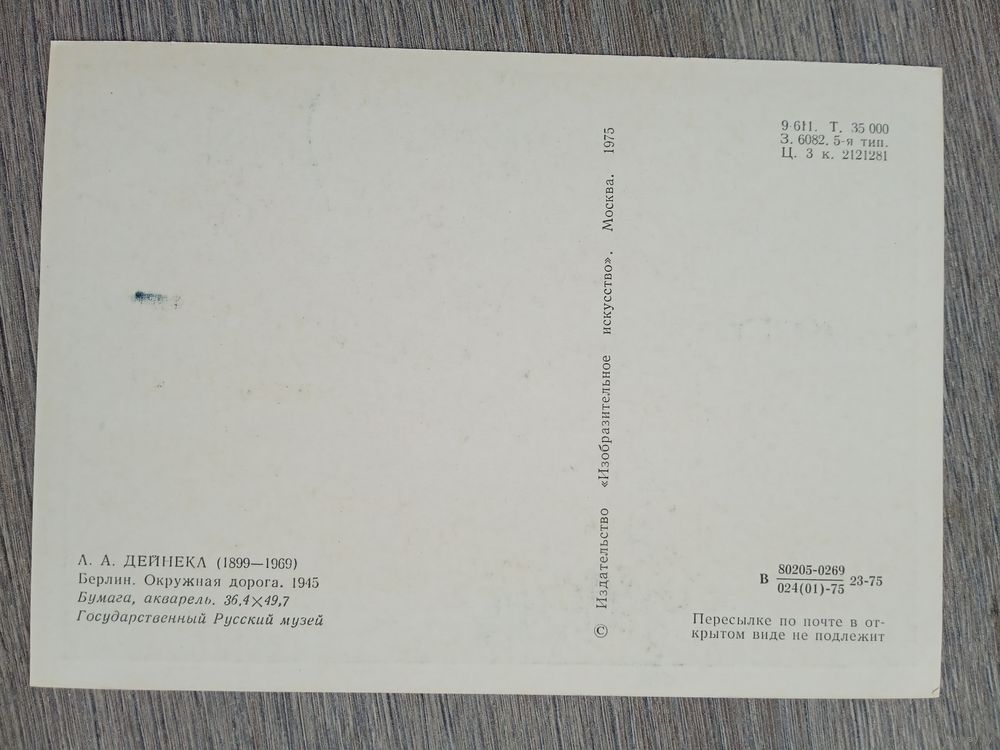 9-611. Т. 35 000
З. 6082. 5-я тип.
Ц. 3 к. 2121281
© Издательство «Изобразительное искусство». Москва. 1975
А. А. ДЕЙНЕКА (1899—1969)
Берлин. Окружная дорога. 1945
Бумага, акварель. 36,4×49,7
Государственный Русский музей
В 80205-0269 23-75
024(01)-75
Пересылке по почте в от-
крытом виде не подлежит